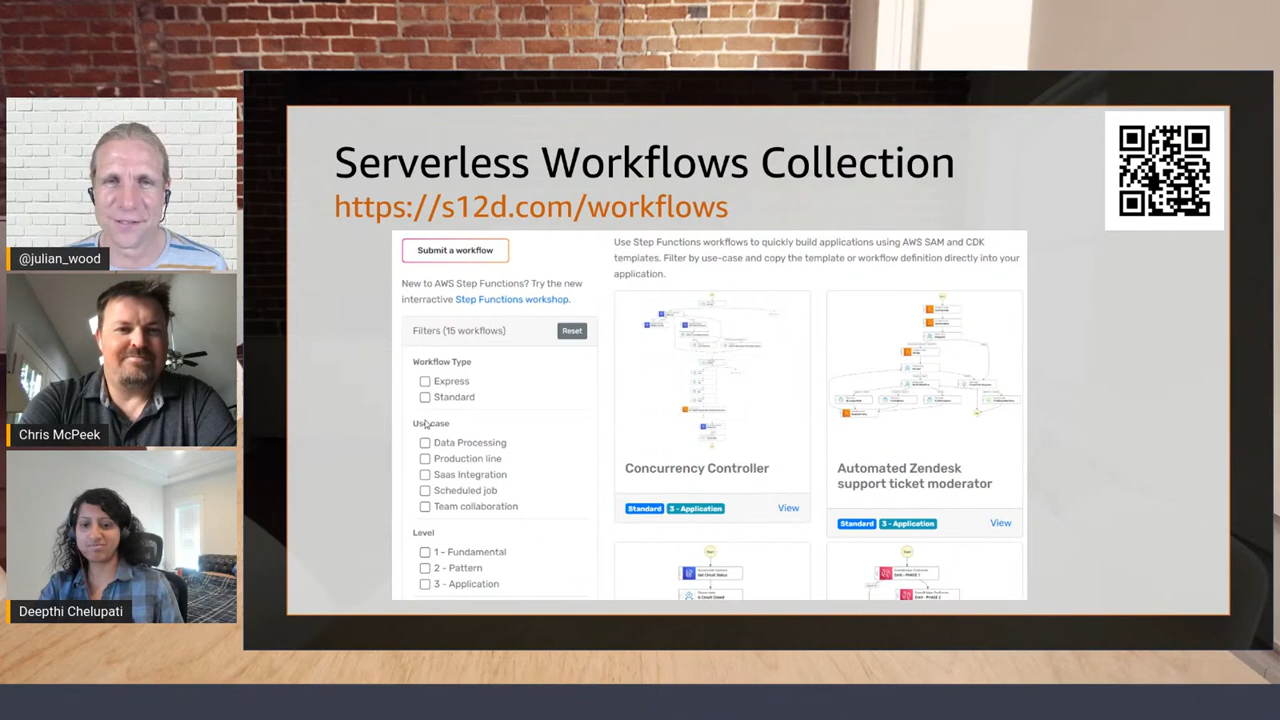 Serverless Workflows Collection
https://s12d.com/workflows
Submit a workflow
New to AWS Step Functions? Try the new
interractive Step Functions workshop.
Filters (15 workflows)
Reset
Workflow Type
Express
Standard
Use case
Data Processing
Production line
Saas Integration
Scheduled job
Team collaboration
Level
1 - Fundamental
2 - Pattern
3 - Application
Use Step Functions workflows to quickly build applications using AWS SAM and CDK
templates. Filter by use-case and copy the template or workflow definition directly into your
application.
Concurrency Controller
Standard
3 - Application
View
Automated Zendesk
support ticket moderator
Standard
3 - Application
View
Start
Start
@julian_wood
Chris McPeek
Deepthi Chelupati